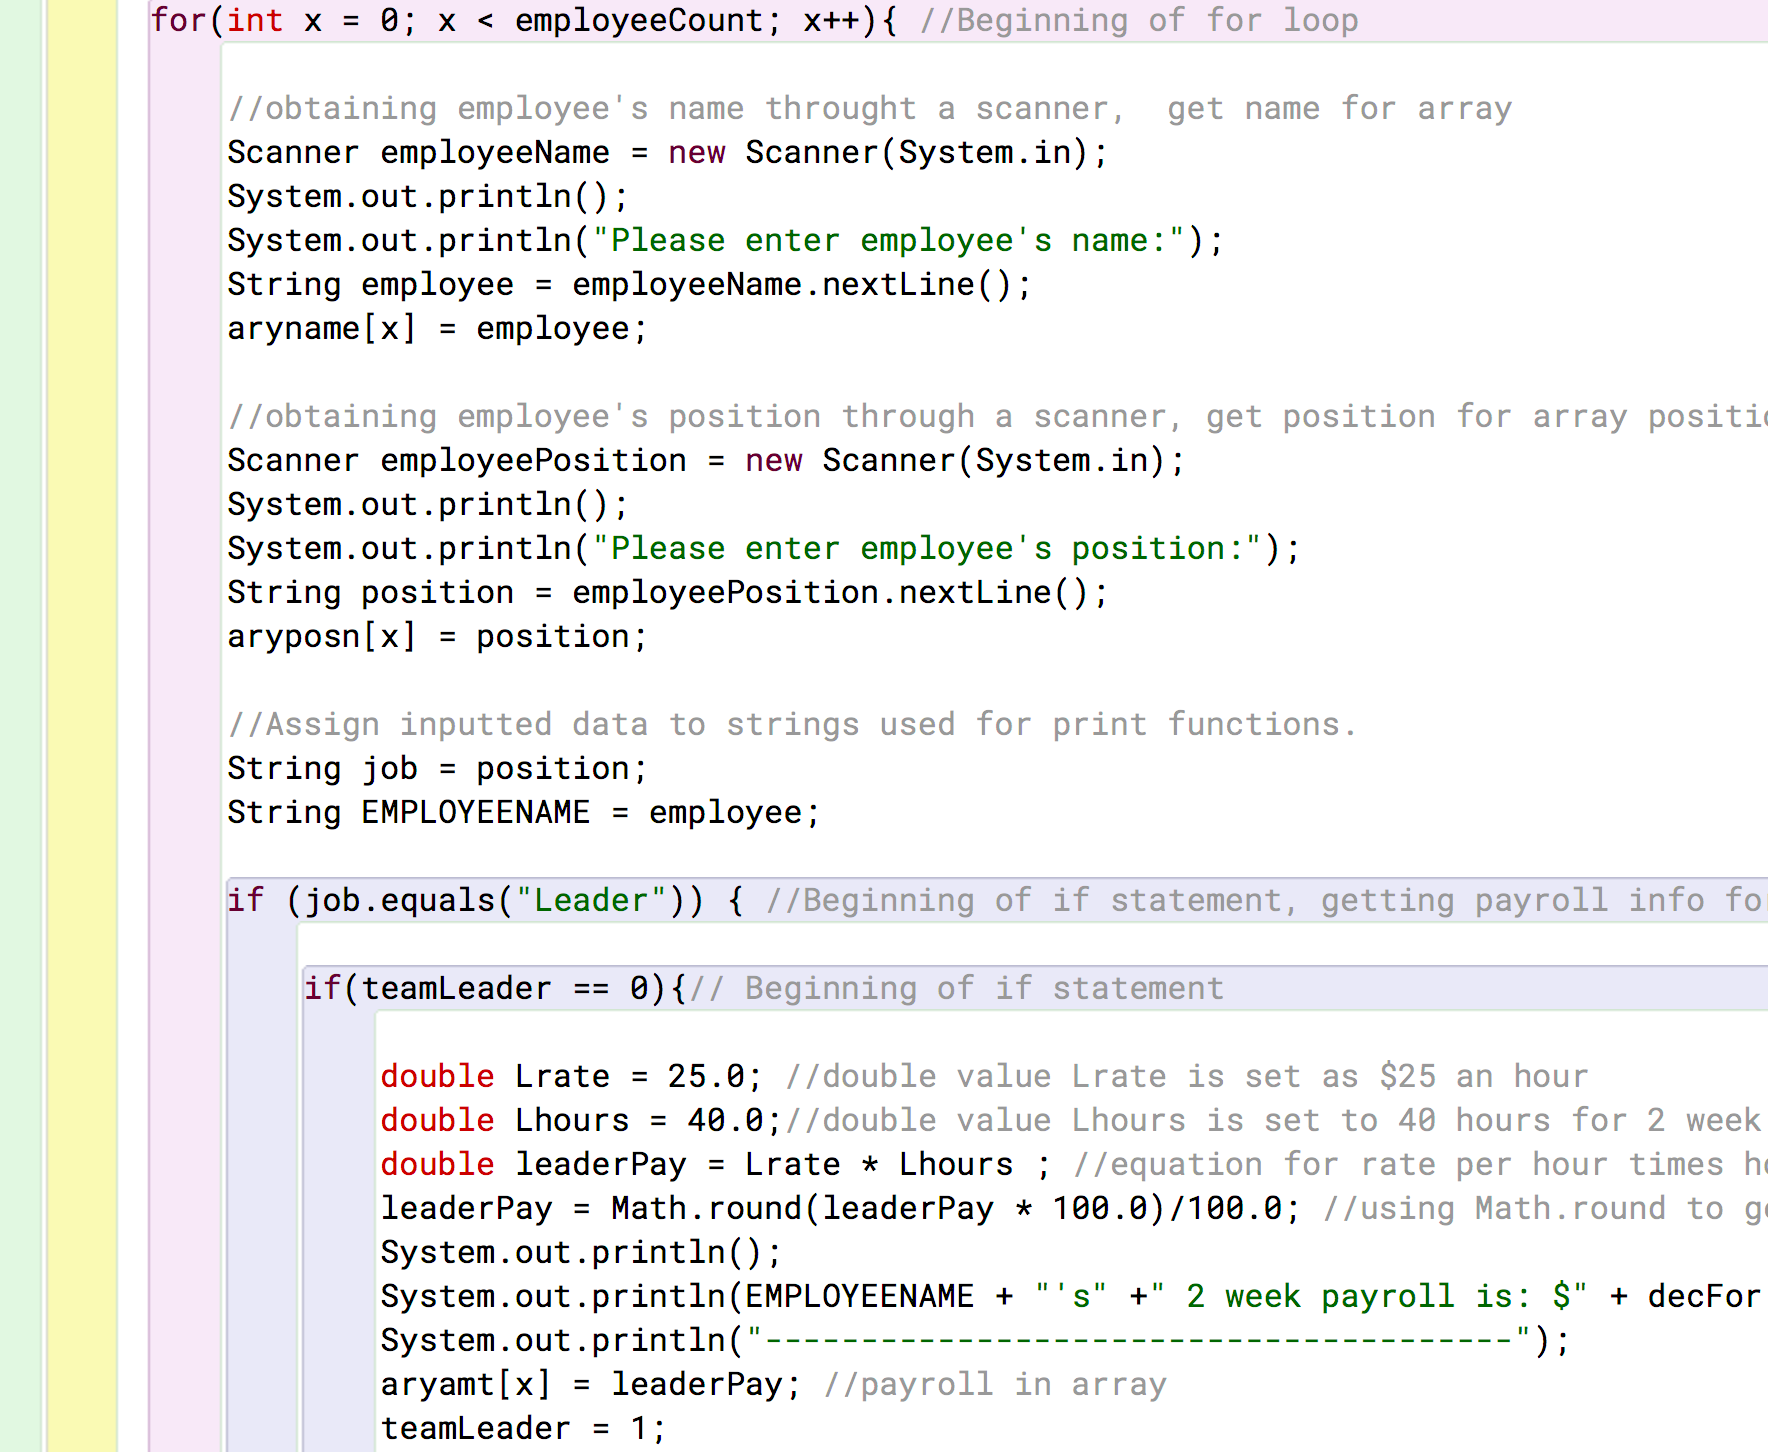 for(int x = 0; x < employeeCount; x++){ //Beginning of for loop
//obtaining employee's name throught a scanner,  get name for array
Scanner employeeName = new Scanner(System.in);
System.out.println();
System.out.println("Please enter employee's name:");
String employee = employeeName.nextLine();
aryname[x] = employee;
//obtaining employee's position through a scanner, get position for array
Scanner employeePosition = new Scanner(System.in);
System.out.println();
System.out.println("Please enter employee's position:");
String position = employeePosition.nextLine();
aryposn[x] = position;
//Assign inputted data to strings used for print functions.
String job = position;
String EMPLOYEENAME = employee;
if (job.equals("Leader")) { //Beginning of if statement, getting payroll info
if(teamLeader == 0){// Beginning of if statement
double Lrate = 25.0; //double value Lrate is set as $25 an hour
double Lhours = 40.0;//double value Lhours is set to 40 hours for 2 week
double leaderPay = Lrate * Lhours ; //equation for rate per hour times
leaderPay = Math.round(leaderPay * 100.0)/100.0; //using Math.round to
System.out.println();
System.out.println(EMPLOYEENAME + "'s" +" 2 week payroll is: $" + decFor
System.out.println("---------------------------------------");
aryamt[x] = leaderPay; //payroll in array
teamLeader = 1;